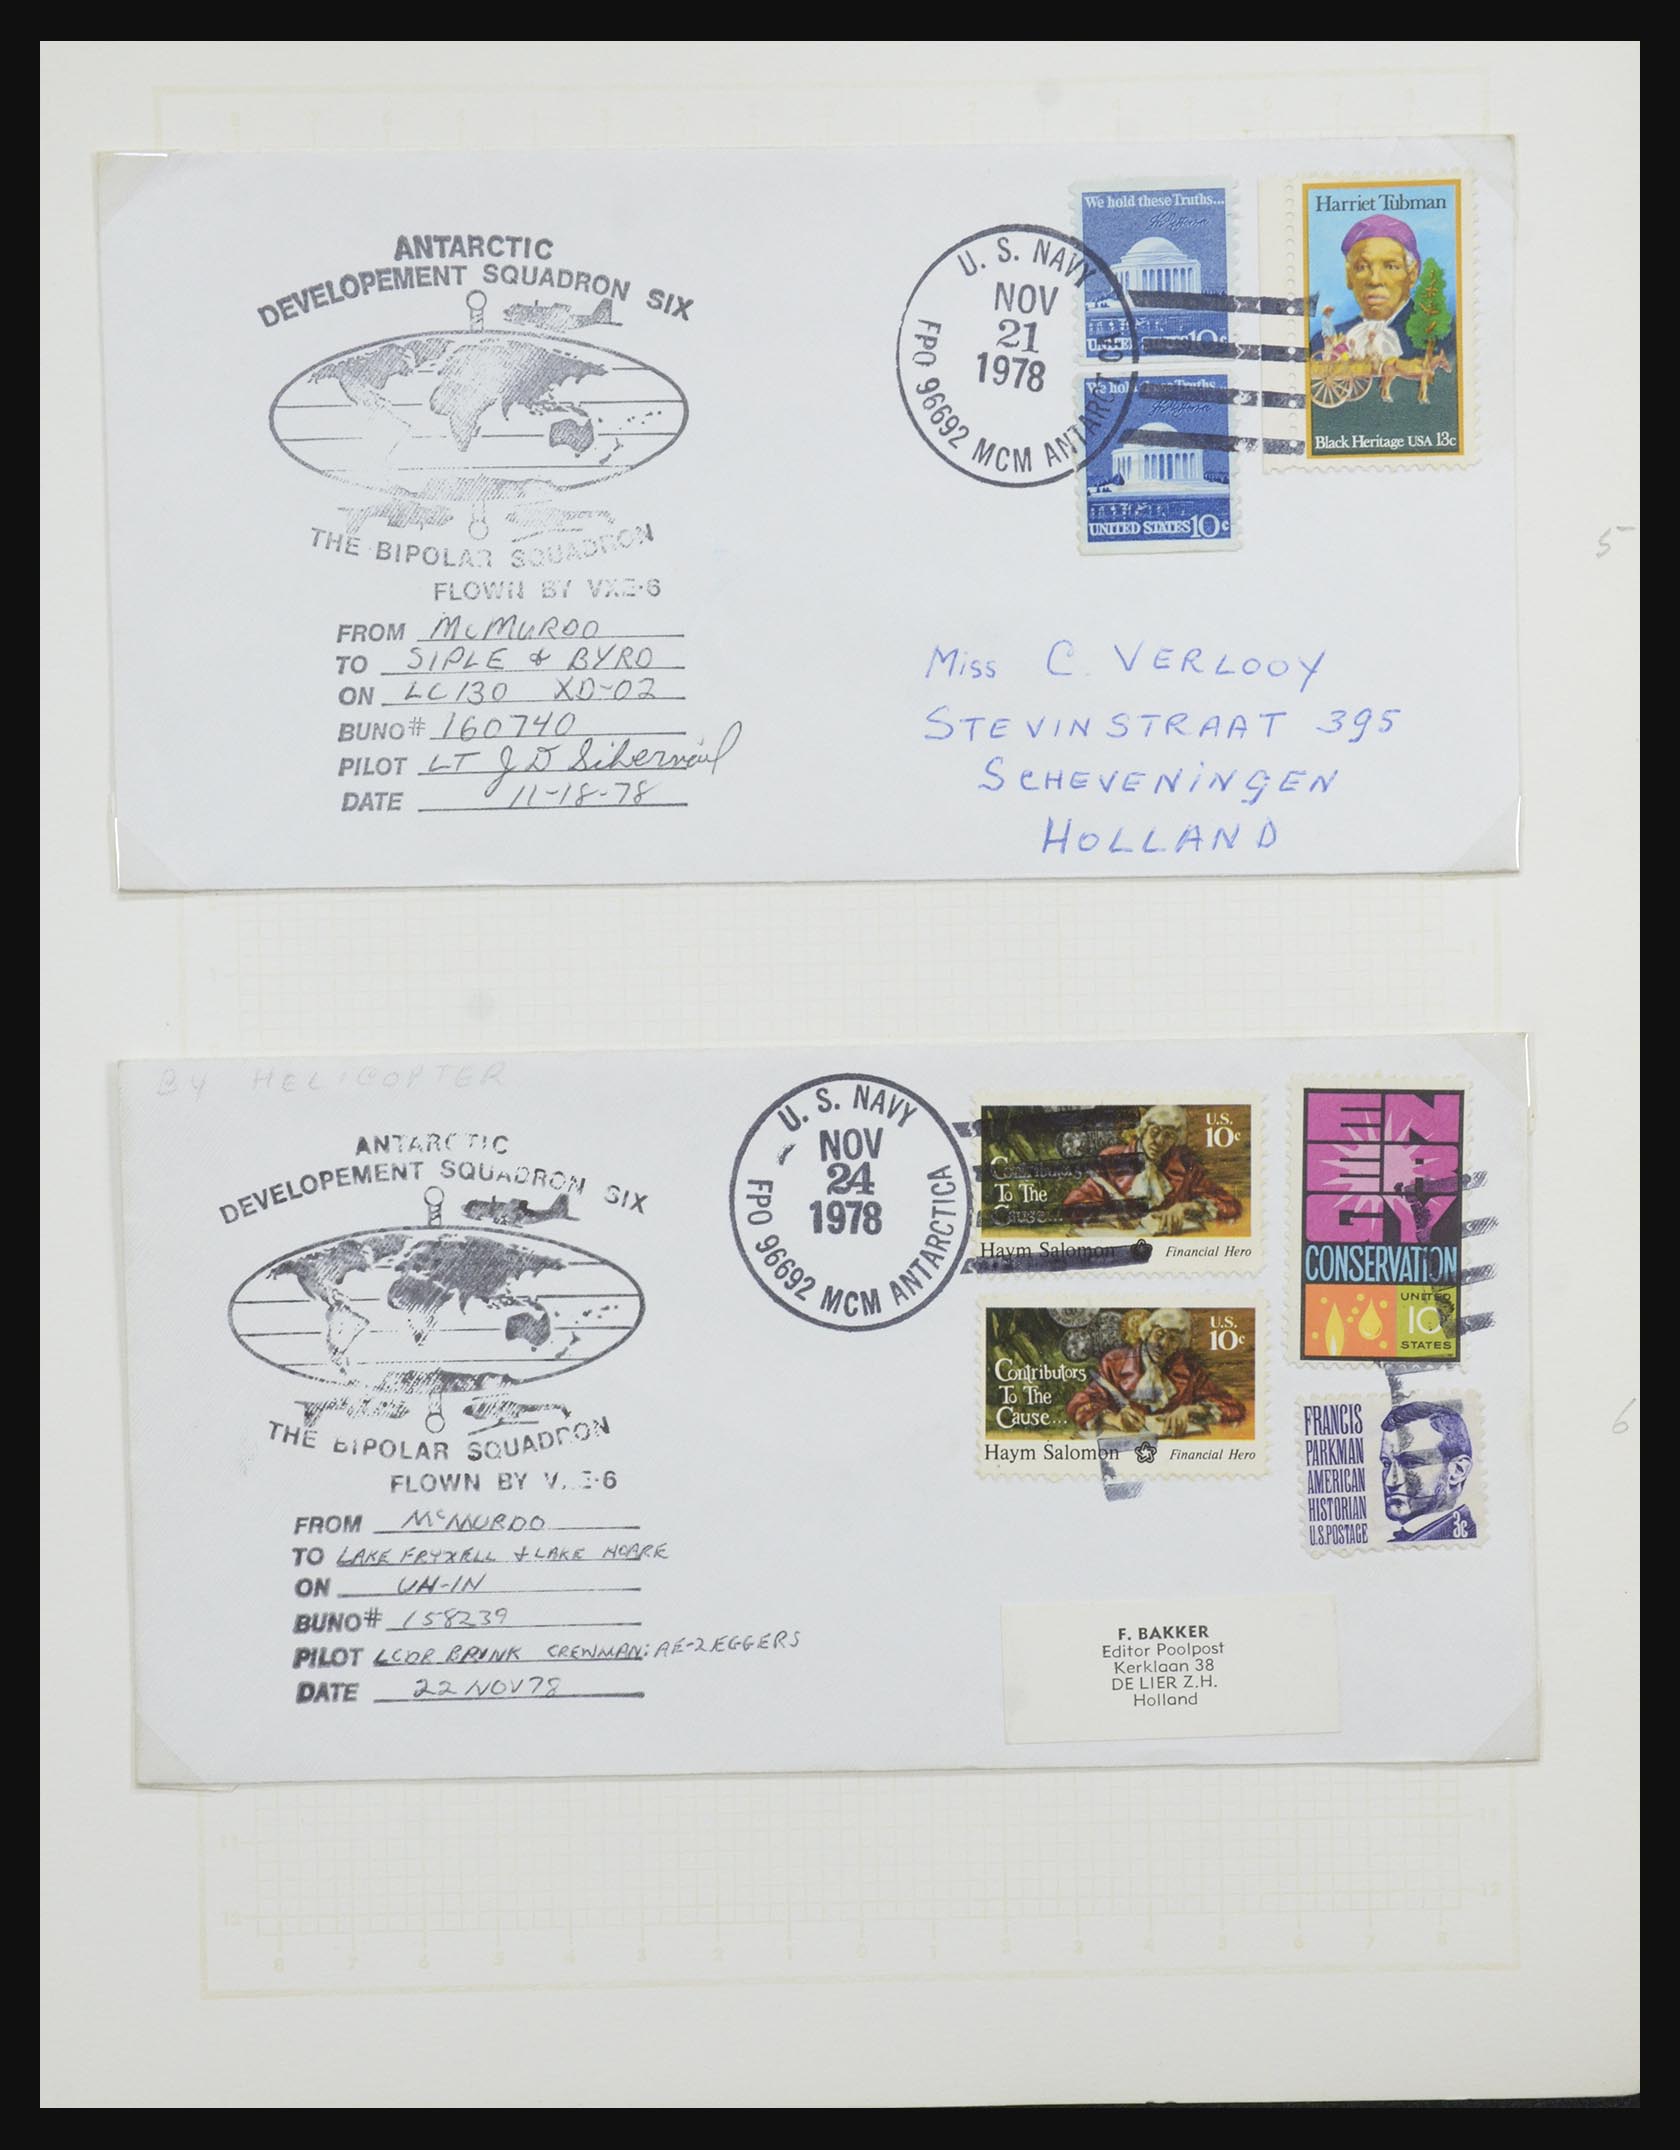 ANTARCTIC
DEVELOPEMENT SQUADRON SIX
THE BIPOLAR SQUADRON
FLOWN BY VXE-6
FROM McMURDO
TO SIPLE & BYRD
ON LC130 XD-02
BUNO# 160740
PILOT LT J D
DATE 11-18-78
U. S. NAVY
NOV
21
1978
FPO 96692 MCM ANTARCTICA
We hold these Truths...
UNITED STATES 10c
We hold these Truths
UNITED STATES 10c
Harriet Tubman
Black Heritage USA 13c
Miss C. VERLOOY
STEVINSTRAAT 395
SCHEVENINGEN
HOLLAND
5
BY HELICOPTER
ANTARCTIC
DEVELOPEMENT SQUADRON SIX
THE BIPOLAR SQUADRON
FLOWN BY V E-6
FROM McMURDO
TO LAKE FRYXELL & LAKE HOARE
ON UH-1N
BUNO# 158239
PILOT LCDR BRINK CREWMAN: AE-2 EGGERS
DATE 22 NOV 78
U. S. NAVY
NOV
24
1978
FPO 96692 MCM ANTARCTICA
U.S.
10c
Contributors
To The
Cause...
Haym Salomon Financial Hero
U.S.
10c
Contributors
To The
Cause...
Haym Salomon Financial Hero
EN
ER
GY
CONSERVATION
UNITED
10
STATES
FRANCIS
PARKMAN
AMERICAN
HISTORIAN
U.S.POSTAGE
3c
6
F. BAKKER
Editor Poolpost
Kerklaan 38
DE LIER Z.H.
Holland